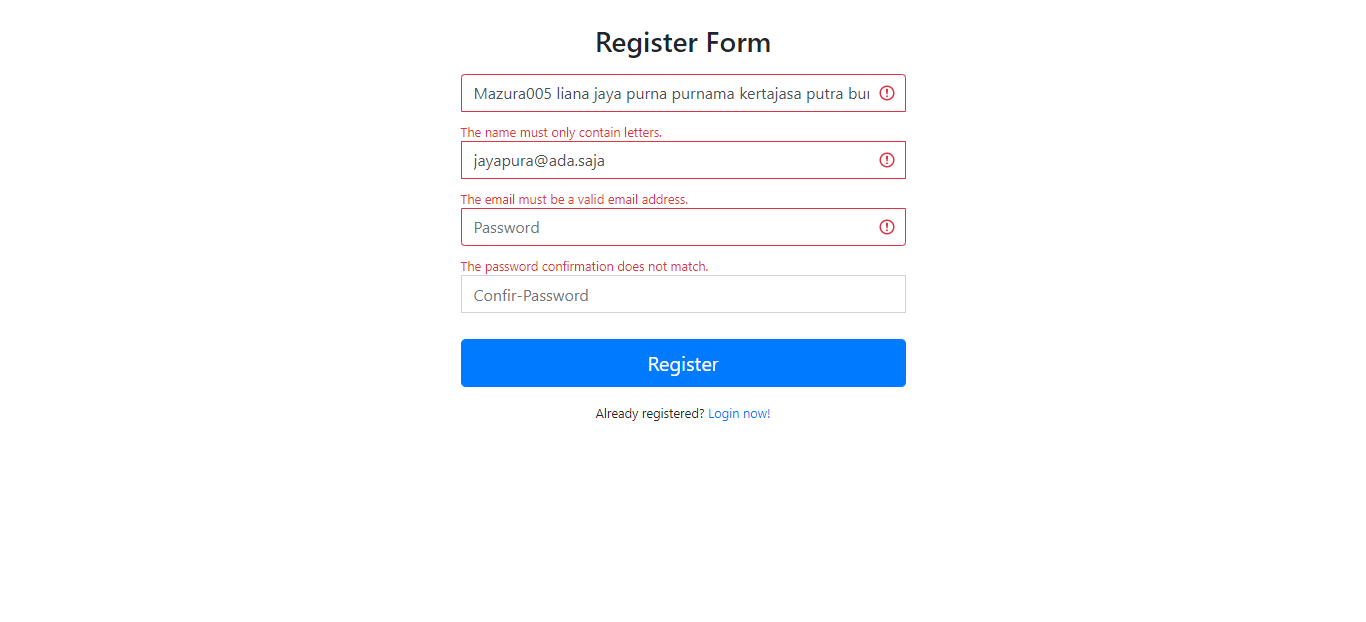 Register Form
Mazura005 liana jaya purna purnama kertajasa putra
The name must only contain letters.
jayapura@ada.saja
The email must be a valid email address.
Password
The password confirmation does not match.
Confir-Password
Register
Already registered? Login now!